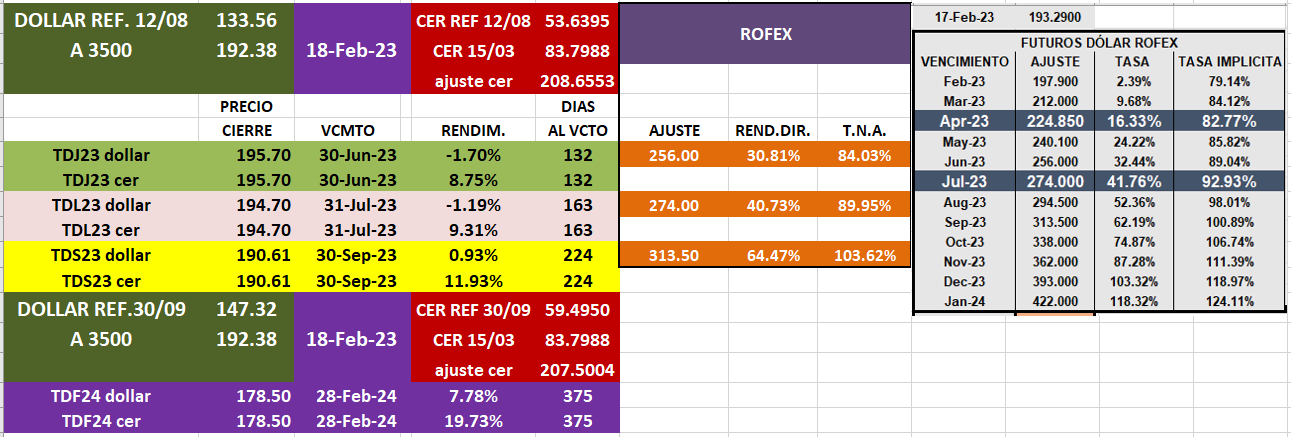 DOLLAR REF. 12/08 133.56 18-Feb-23 CER REF 12/08 53.6395 ROFEX
A 3500 192.38 CER 15/03 83.7988
ajuste cer 208.6553
PRECIO DIAS
CIERRE VCMTO RENDIM. AL VCTO AJUSTE REND.DIR. T.N.A.
TDJ23 dollar 195.70 30-Jun-23 -1.70% 132 256.00 30.81% 84.03%
TDJ23 cer 195.70 30-Jun-23 8.75% 132
TDL23 dollar 194.70 31-Jul-23 -1.19% 163 274.00 40.73% 89.95%
TDL23 cer 194.70 31-Jul-23 9.31% 163
TDS23 dollar 190.61 30-Sep-23 0.93% 224 313.50 64.47% 103.62%
TDS23 cer 190.61 30-Sep-23 11.93% 224
DOLLAR REF.30/09 147.32 18-Feb-23 CER REF 30/09 59.4950
A 3500 192.38 CER 15/03 83.7988
ajuste cer 207.5004
TDF24 dollar 178.50 28-Feb-24 7.78% 375
TDF24 cer 178.50 28-Feb-24 19.73% 375
17-Feb-23 193.2900
FUTUROS DÓLAR ROFEX
VENCIMIENTO AJUSTE TASA TASA IMPLICITA
Feb-23 197.900 2.39% 79.14%
Mar-23 212.000 9.68% 84.12%
Apr-23 224.850 16.33% 82.77%
May-23 240.100 24.22% 85.82%
Jun-23 256.000 32.44% 89.04%
Jul-23 274.000 41.76% 92.93%
Aug-23 294.500 52.36% 98.01%
Sep-23 313.500 62.19% 100.89%
Oct-23 338.000 74.87% 106.74%
Nov-23 362.000 87.28% 111.39%
Dec-23 393.000 103.32% 118.97%
Jan-24 422.000 118.32% 124.11%